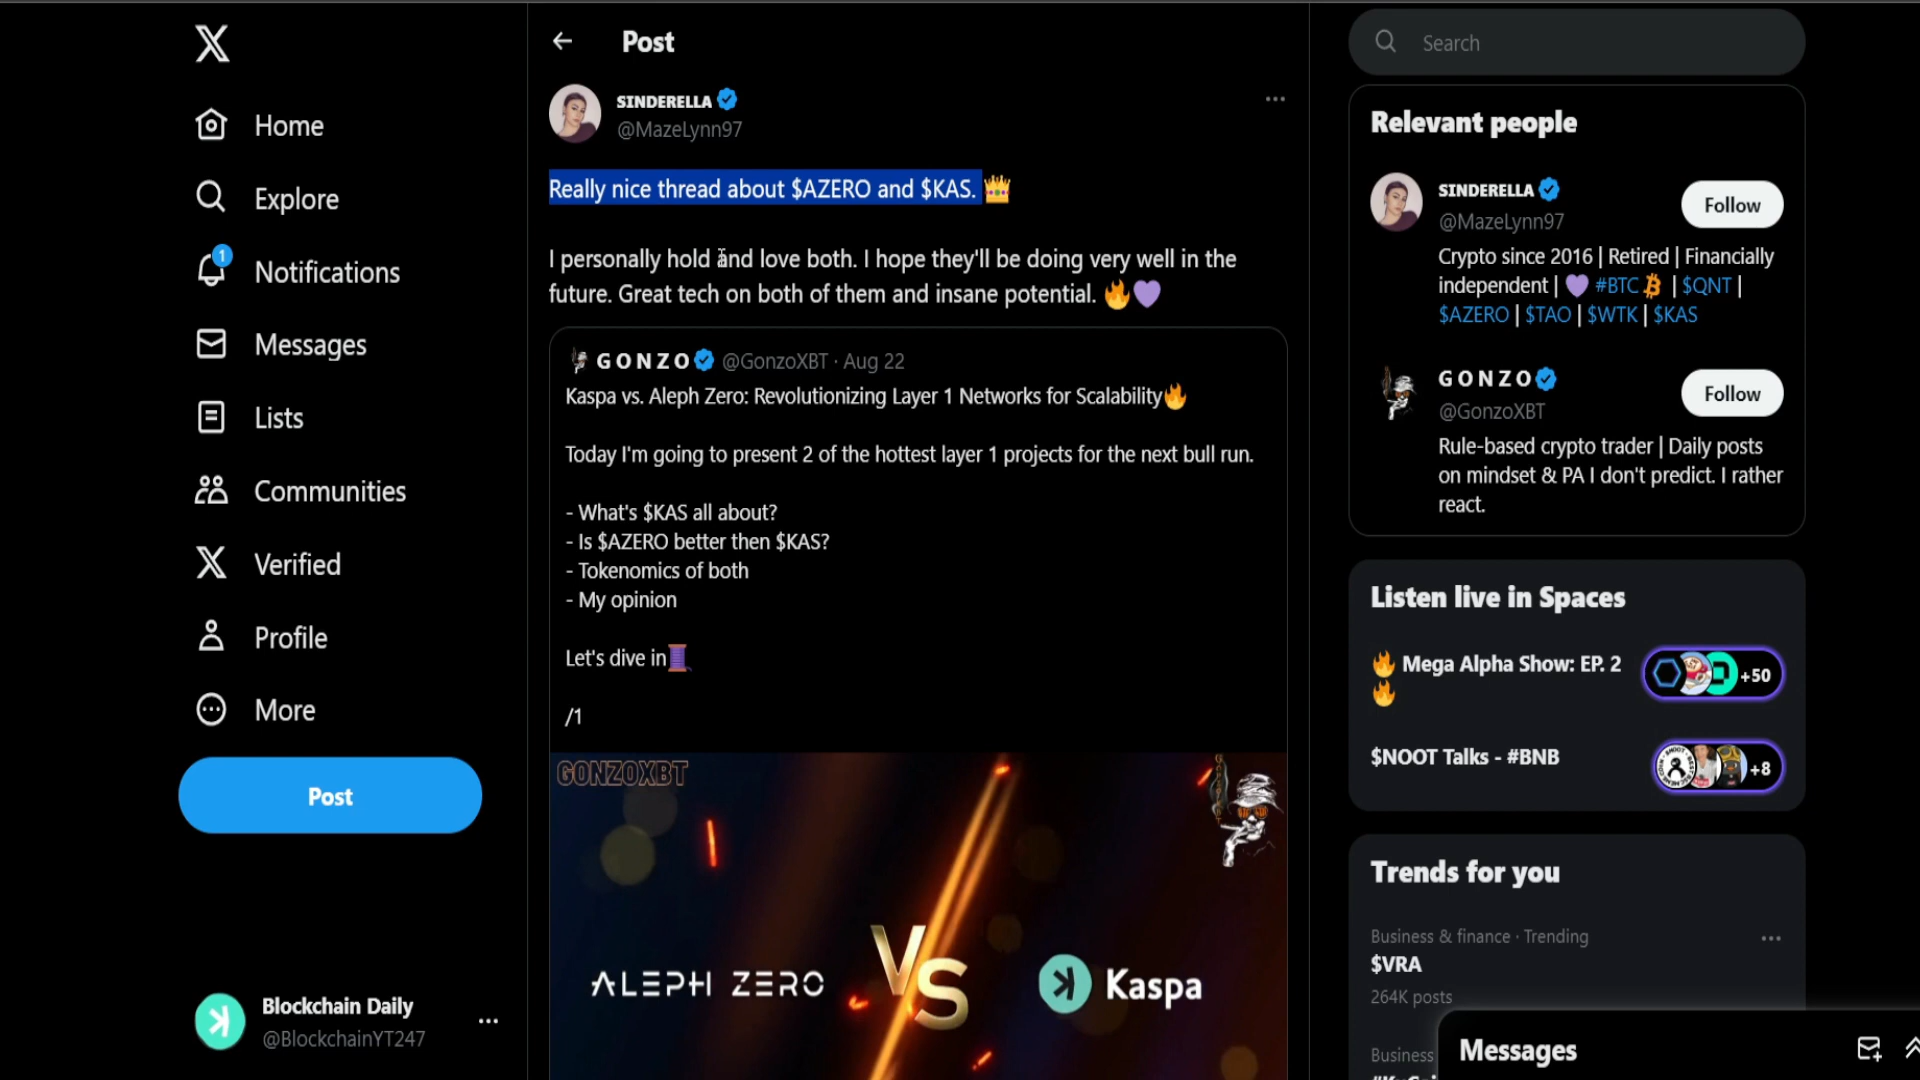 Home
Explore
1
Notifications
Messages
Lists
Communities
Verified
Profile
More
Post
Blockchain Daily
@BlockchainYT247
Post
SINDERELLA
@MazeLynn97
Really nice thread about $AZERO and $KAS. 👑
I personally hold and love both. I hope they'll be doing very well in the
future. Great tech on both of them and insane potential. 🔥💜
G O N Z O @GonzoXBT · Aug 22
Kaspa vs. Aleph Zero: Revolutionizing Layer 1 Networks for Scalability🔥
Today I'm going to present 2 of the hottest layer 1 projects for the next bull run.
- What's $KAS all about?
- Is $AZERO better then $KAS?
- Tokenomics of both
- My opinion
Let's dive in🧵
/1
GONZOXBT
ALEPH ZERO
VS
Kaspa
Search
Relevant people
SINDERELLA
Follow
@MazeLynn97
Crypto since 2016 | Retired | Financially
independent | 💜 #BTC | $QNT |
$AZERO | $TAO | $WTK | $KAS
G O N Z O
Follow
@GonzoXBT
Rule-based crypto trader | Daily posts
on mindset & PA I don't predict. I rather
react.
Listen live in Spaces
🔥 Mega Alpha Show: EP. 2
🔥
+50
$NOOT Talks - #BNB
+8
Trends for you
Business & finance · Trending
$VRA
264K posts
Business
Messages